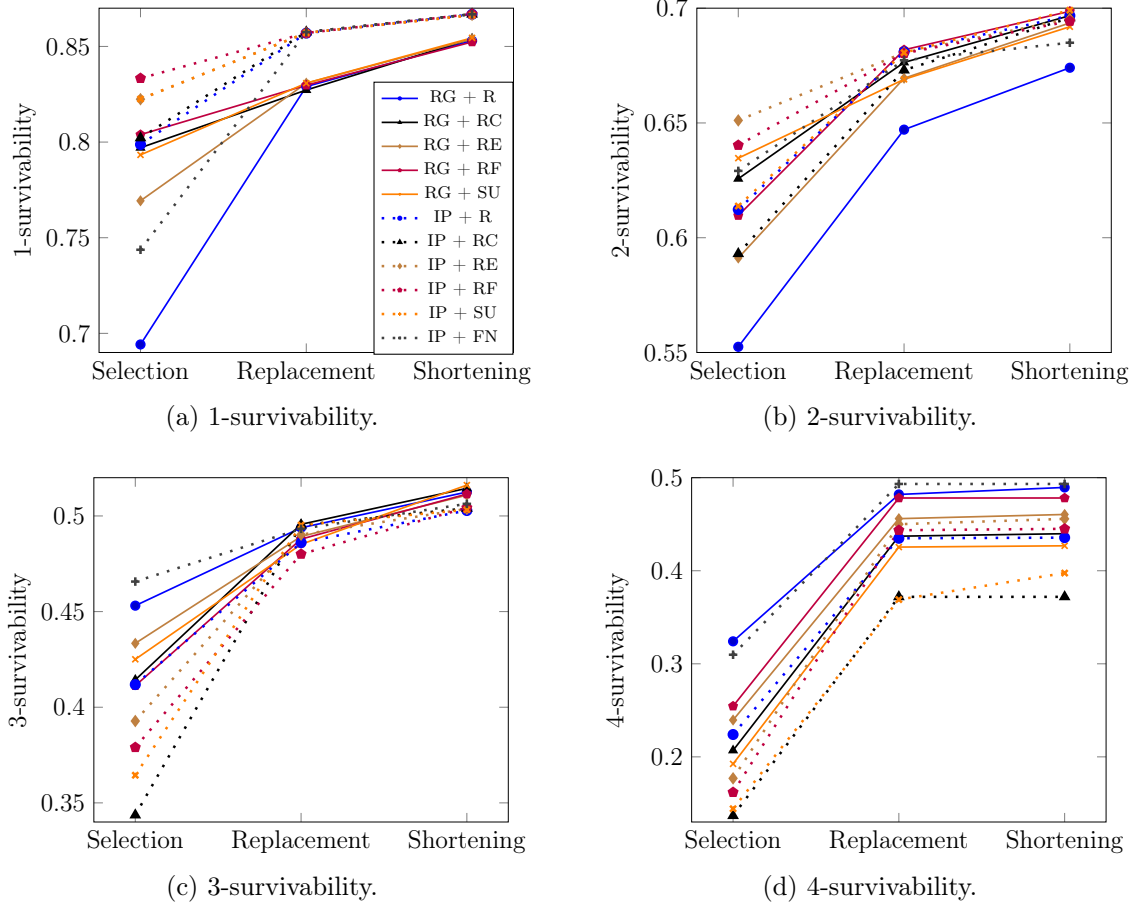 0.85
0.8
0.75
0.7
1-survivability
Selection
Replacement
Shortening
RG + R
RG + RC
RG + RE
RG + RF
RG + SU
IP + R
IP + RC
IP + RE
IP + RF
IP + SU
IP + FN
(a) 1-survivability.
0.7
0.65
0.6
0.55
2-survivability
Selection
Replacement
Shortening
(b) 2-survivability.
0.5
0.45
0.4
0.35
3-survivability
Selection
Replacement
Shortening
(c) 3-survivability.
0.5
0.4
0.3
0.2
4-survivability
Selection
Replacement
Shortening
(d) 4-survivability.